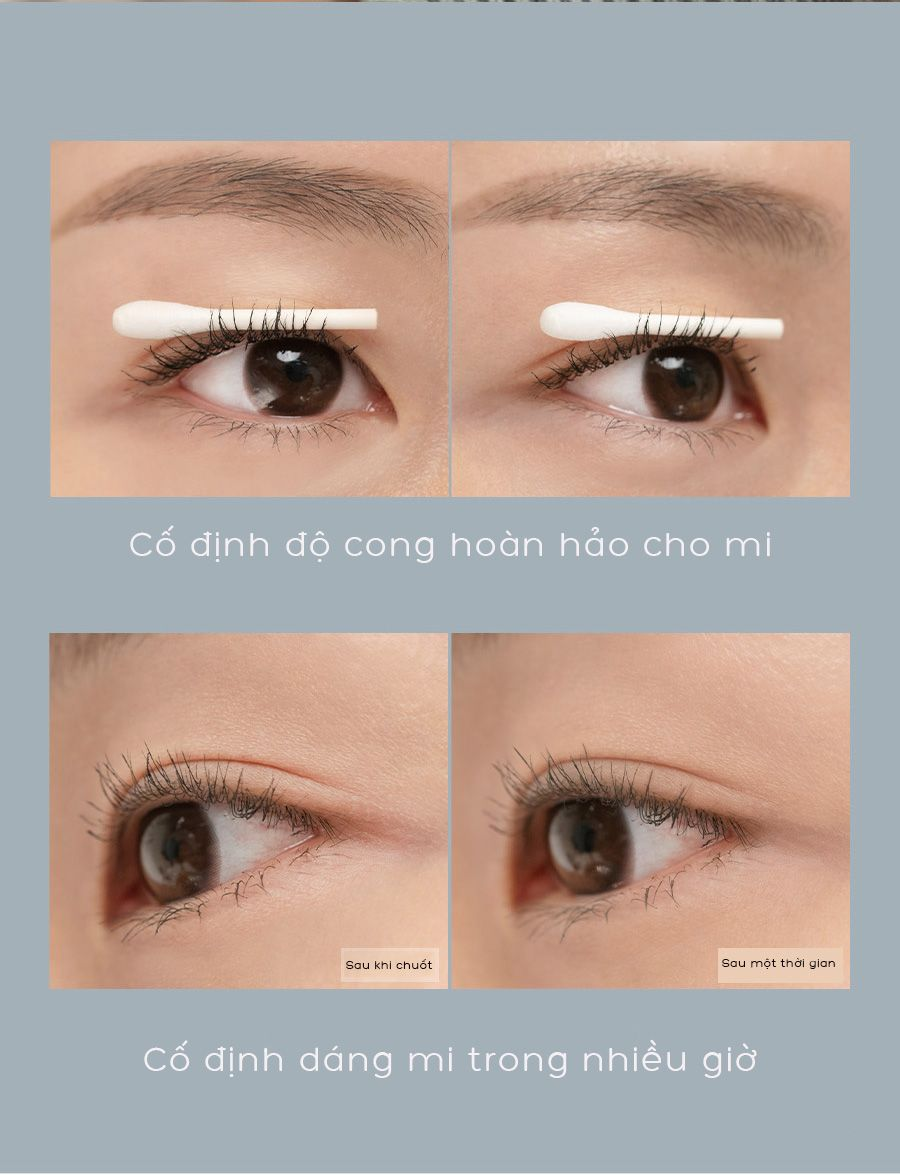 Cố định độ cong hoàn hảo cho mi
Sau khi chuốt
Sau một thời gian
Cố định dáng mi trong nhiều giờ